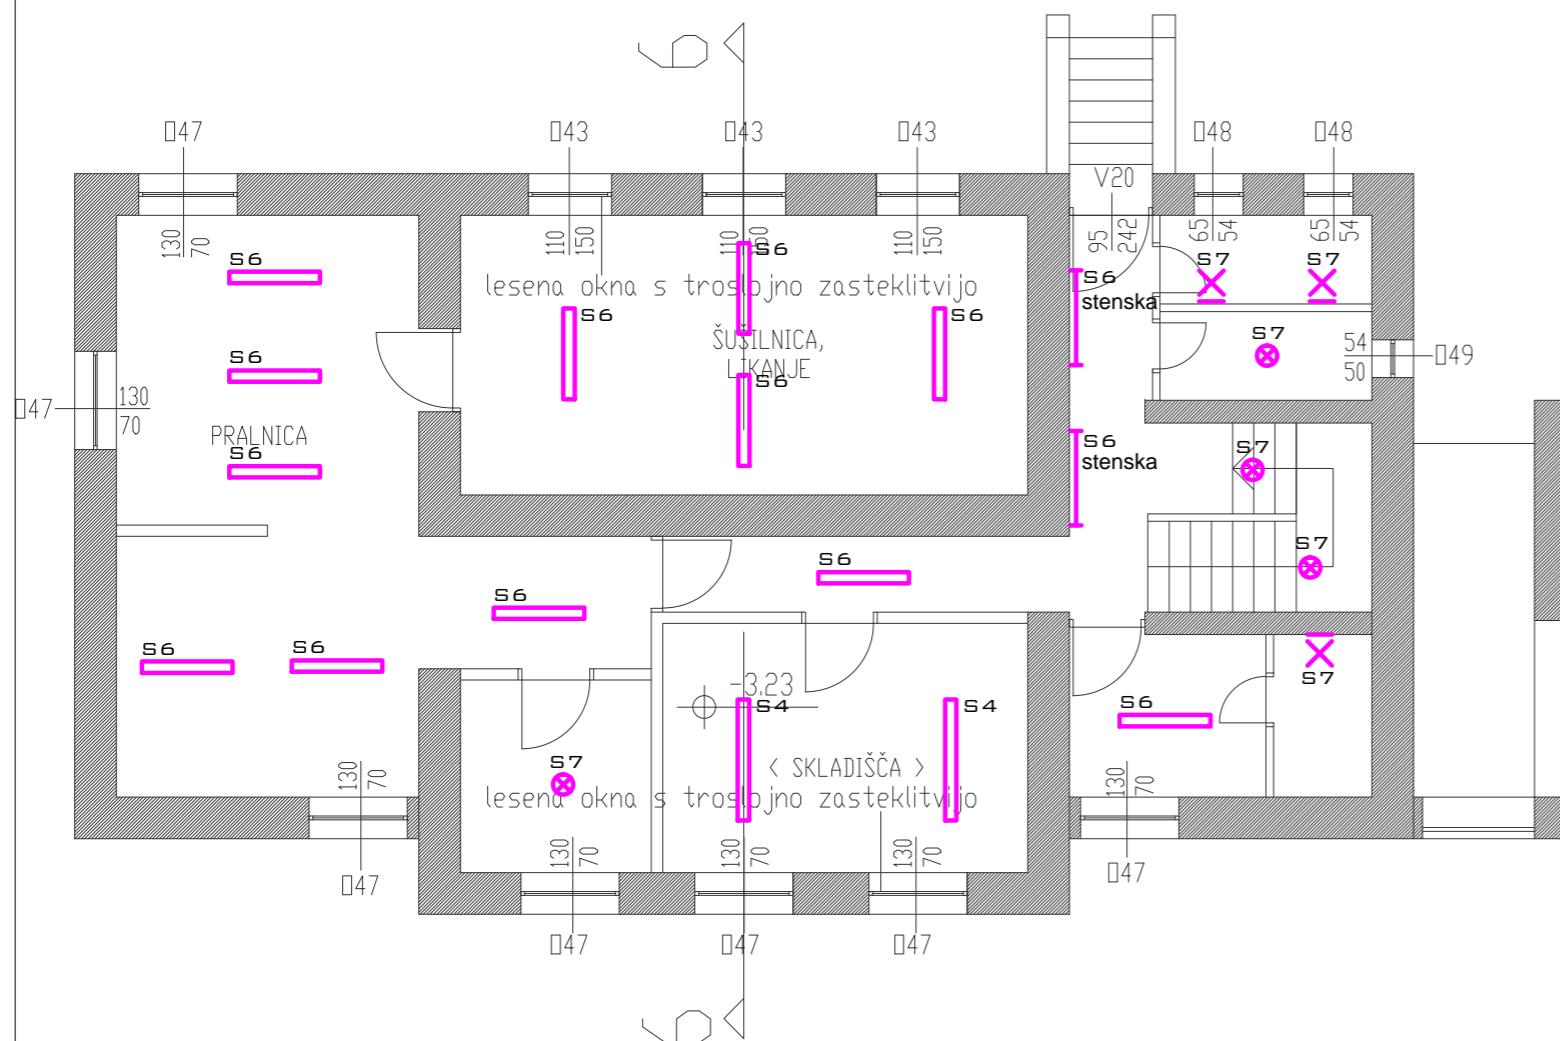 6
▯47
▯43
▯43
▯43
▯48
▯48
V20
130
70
110
150
110
150
110
150
95
242
65
54
65
54
S6
S6
S6
S7
S7
lesena okna s troslojno zasteklitvijo
stenska
S6
S6
ŠUŠILNICA,
LIKANJE
S7
54
50
▯49
S6
S6
▯47
130
70
PRALNICA
S6
S6
stenska
S7
S7
S6
S6
S6
S6
-3.23
S7
S4
S4
S6
S7
< SKLADIŠČA >
130
70
130
70
lesena okna s troslojno zasteklitvijo
130
70
130
70
130
70
▯47
▯47
▯47
▯47
▯47
6